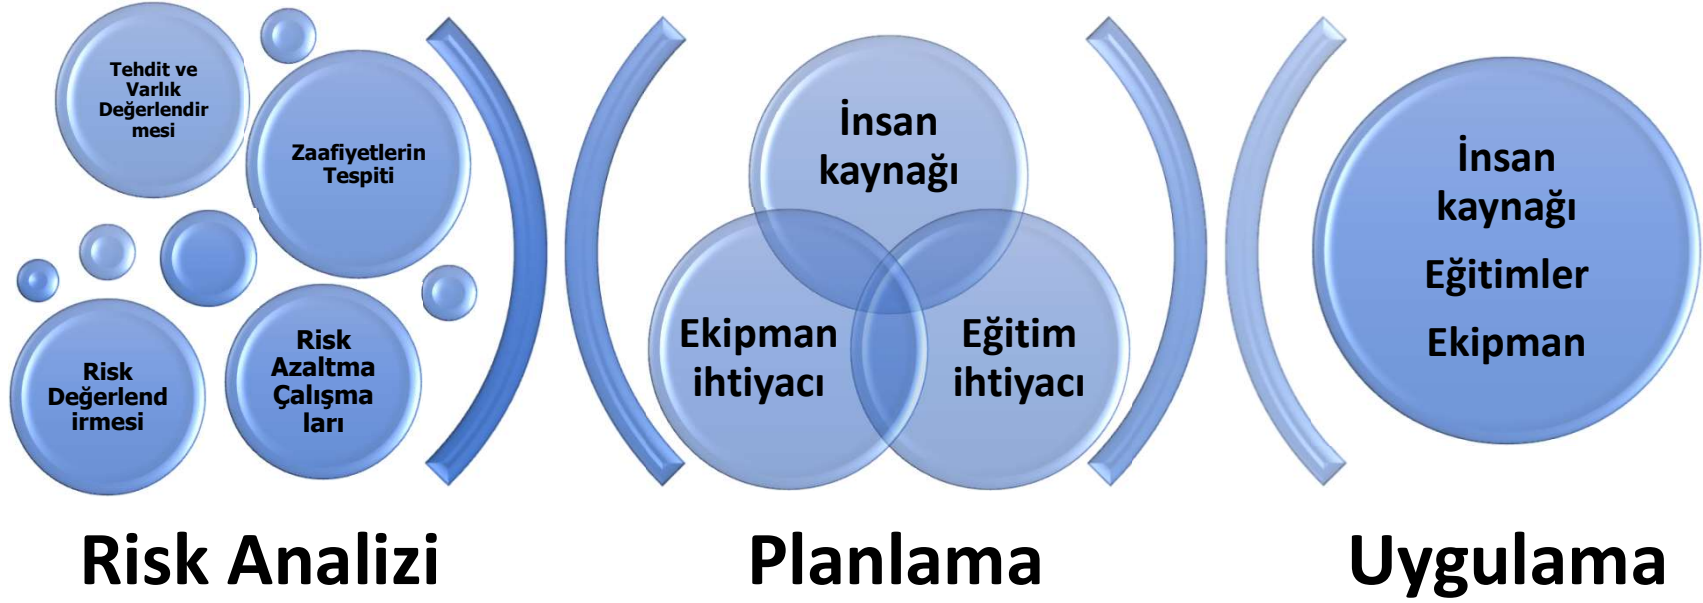 Tehdit ve
Varlık
Değerlendir
mesi
Zaafiyetlerin
Tespiti
Risk
Değerlend
irmesi
Risk
Azaltma
Çalışma
ları
Risk Analizi
İnsan
kaynağı
Ekipman
ihtiyacı
Eğitim
ihtiyacı
Planlama
İnsan
kaynağı
Eğitimler
Ekipman
Uygulama